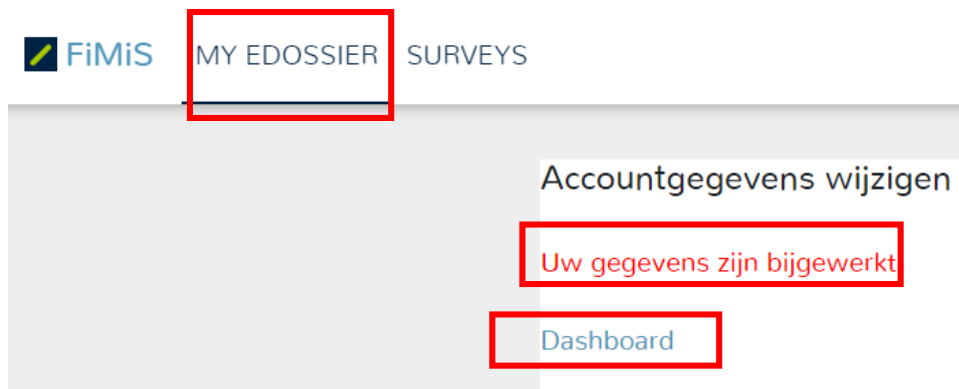 FiMiS MY EDOSSIER SURVEYS
Accountgegevens wijzigen
Uw gegevens zijn bijgewerkt
Dashboard